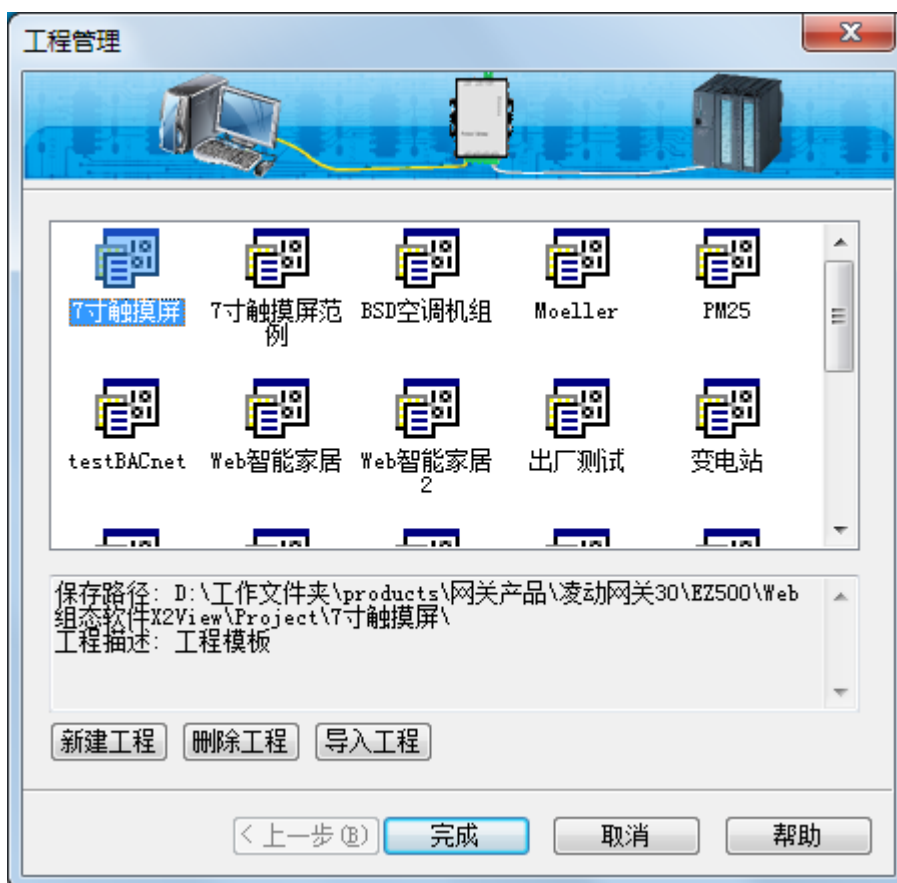 工程管理
7寸触摸屏
7寸触摸屏范
例
BSD空调机组
Moeller
PM25
testBACnet
Web智能家居
Web智能家居
2
出厂测试
变电站
保存路径: D:\工作文件夹\products\网关产品\凌动网关30\EZ500\Web
组态软件X2View\Project\7寸触摸屏\
工程描述: 工程模板
新建工程
删除工程
导入工程
< 上一步(B)
完成
取消
帮助